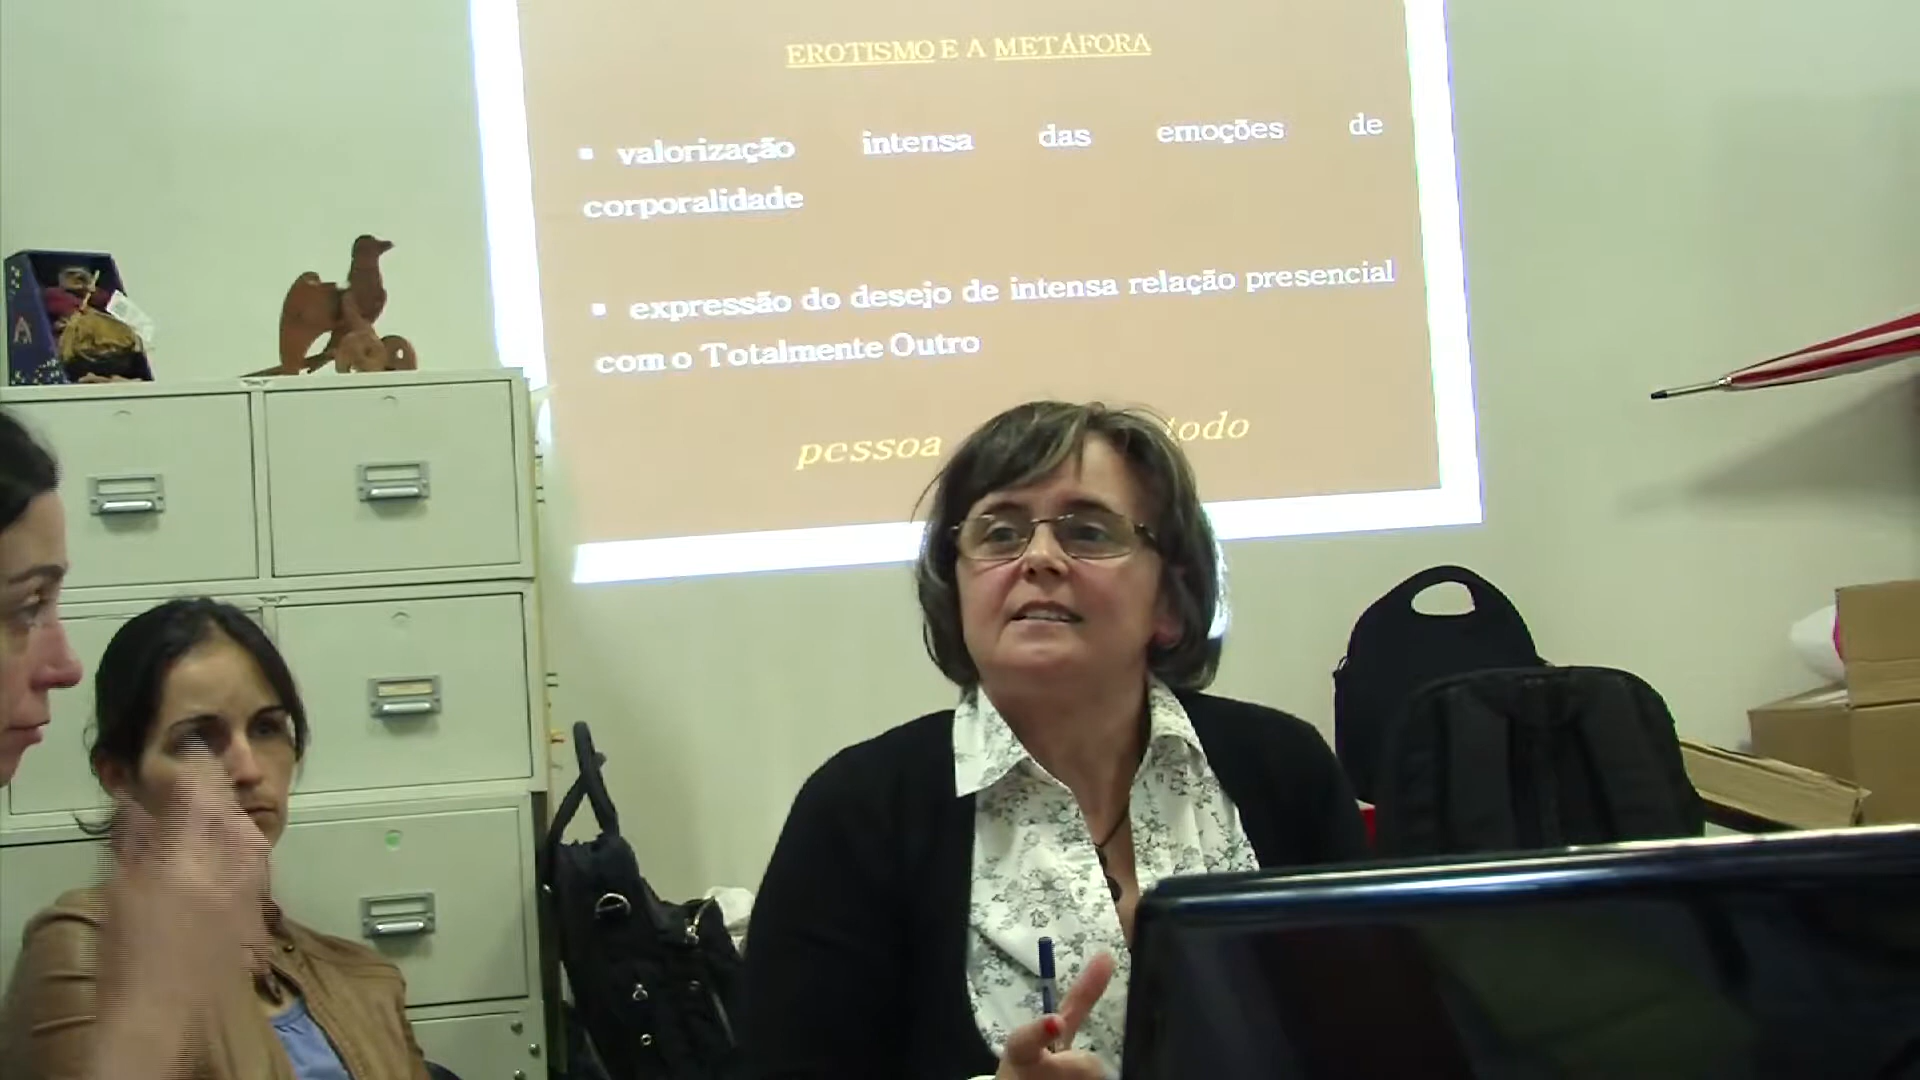 EROTISMO E A METÁFORA
▪ valorização intensa das emoções de
corporalidade
▪ expressão do desejo de intensa relação presencial
com o Totalmente Outro
pessoa todo